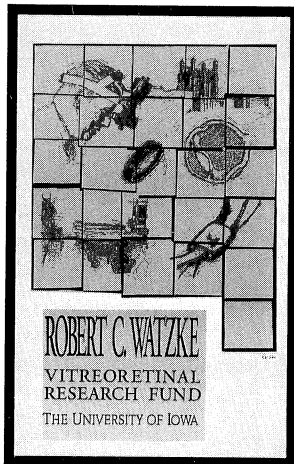 ROBERT C. WATZKE
VITREORETINAL
RESEARCH FUND
THE UNIVERSITY OF IOWA